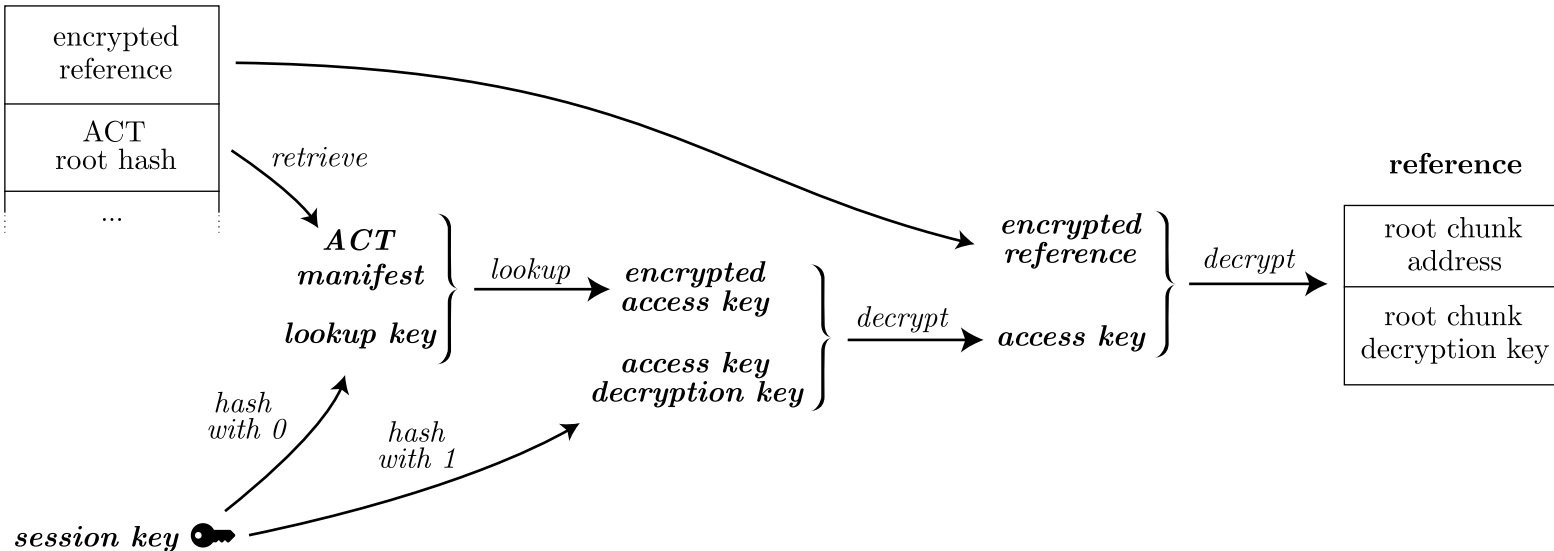 encrypted
reference
ACT
root hash
...
retrieve
ACT
manifest
lookup key
hash
with 0
session key
hash
with 1
lookup
encrypted
access key
access key
decryption key
decrypt
encrypted
reference
access key
decrypt
reference
root chunk
address
root chunk
decryption key